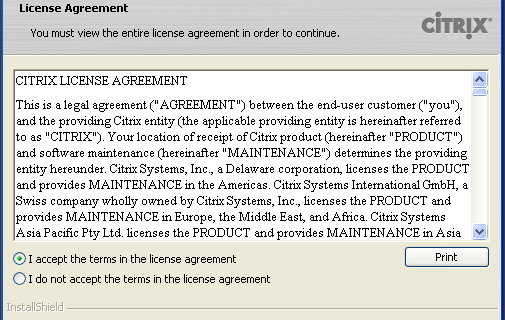 License Agreement
You must view the entire license agreement in order to continue.
CITRIX
CITRIX LICENSE AGREEMENT
This is a legal agreement ("AGREEMENT") between the end-user customer ("you"),
and the providing Citrix entity (the applicable providing entity is hereinafter referred
to as "CITRIX"). Your location of receipt of Citrix product (hereinafter "PRODUCT")
and software maintenance (hereinafter "MAINTENANCE") determines the providing
entity hereunder. Citrix Systems, Inc., a Delaware corporation, licenses the PRODUCT
and provides MAINTENANCE in the Americas. Citrix Systems International GmbH, a
Swiss company wholly owned by Citrix Systems, Inc., licenses the PRODUCT and
provides MAINTENANCE in Europe, the Middle East, and Africa. Citrix Systems
Asia Pacific Pty Ltd. licenses the PRODUCT and provides MAINTENANCE in Asia
I accept the terms in the license agreement
Print
I do not accept the terms in the license agreement
InstallShield